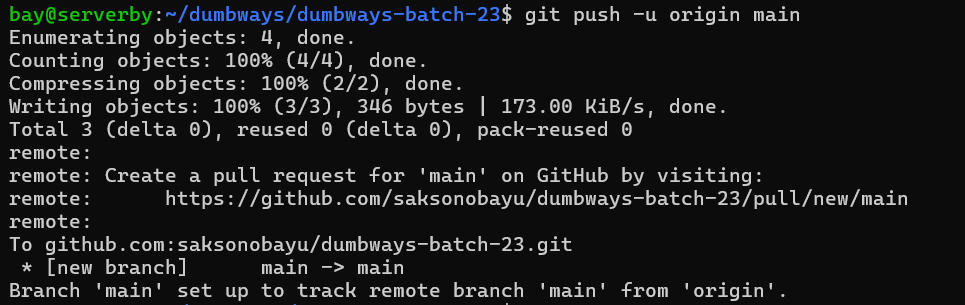 bay@serverby:~/dumbways/dumbways-batch-23$ git push -u origin main
Enumerating objects: 4, done.
Counting objects: 100% (4/4), done.
Compressing objects: 100% (2/2), done.
Writing objects: 100% (3/3), 346 bytes | 173.00 KiB/s, done.
Total 3 (delta 0), reused 0 (delta 0), pack-reused 0
remote:
remote: Create a pull request for 'main' on GitHub by visiting:
remote:      https://github.com/saksonobayu/dumbways-batch-23/pull/new/main
remote:
To github.com:saksonobayu/dumbways-batch-23.git
 * [new branch]      main -> main
Branch 'main' set up to track remote branch 'main' from 'origin'.